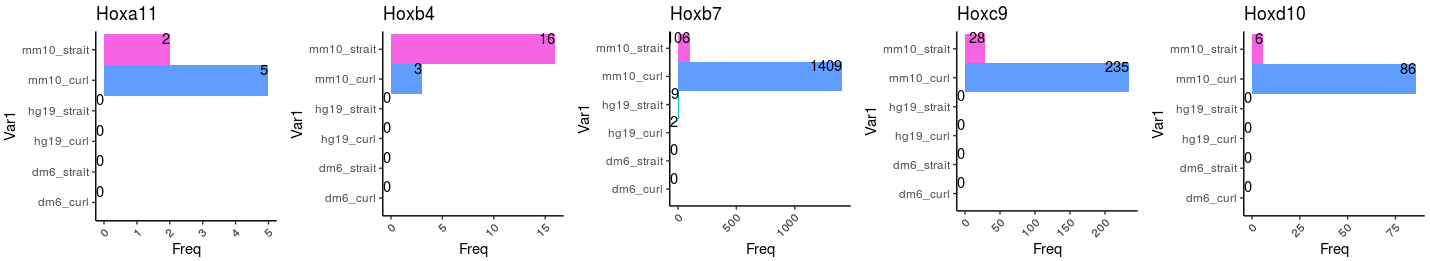 Hoxa11
Var1
mm10_strait
mm10_curl
hg19_strait
hg19_curl
dm6_strait
dm6_curl
2
5
0
0
0
0
0 1 2 3 4 5
Freq
Hoxb4
Var1
mm10_strait
mm10_curl
hg19_strait
hg19_curl
dm6_strait
dm6_curl
16
3
0
0
0
0
0 5 10 15
Freq
Hoxb7
Var1
mm10_strait
mm10_curl
hg19_strait
hg19_curl
dm6_strait
dm6_curl
06
1409
9
2
0
0
0 500 1000
Freq
Hoxc9
Var1
mm10_strait
mm10_curl
hg19_strait
hg19_curl
dm6_strait
dm6_curl
28
235
0
0
0
0
0 50 100 150 200
Freq
Hoxd10
Var1
mm10_strait
mm10_curl
hg19_strait
hg19_curl
dm6_strait
dm6_curl
6
86
0
0
0
0
0 25 50 75
Freq